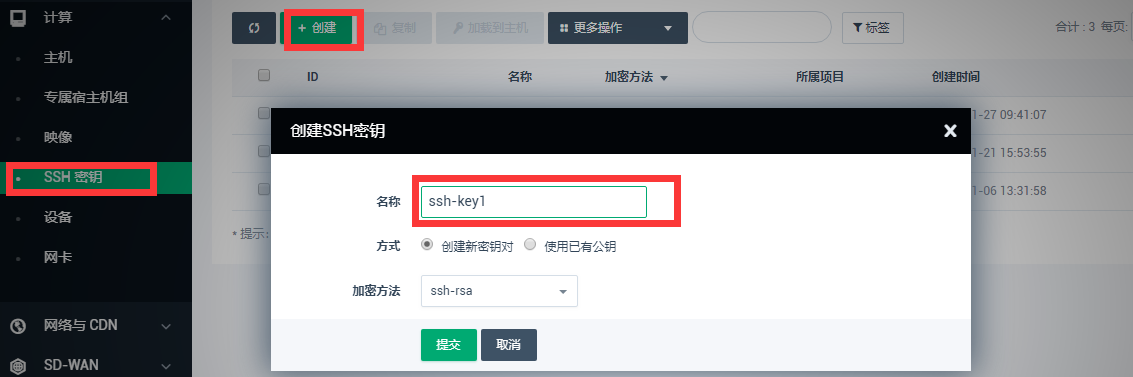 计算
主机
专属宿主机组
映像
SSH 密钥
设备
网卡
网络与 CDN
SD-WAN
+ 创建
复制
加载到主机
更多操作
标签
合计 : 3 每页:
ID 名称 加密方法 所属项目 创建时间
1-27 09:41:07
1-21 15:53:55
1-06 13:31:58
* 提示:
创建SSH密钥
名称 ssh-key1
方式 创建新密钥对 使用已有公钥
加密方法 ssh-rsa
提交 取消